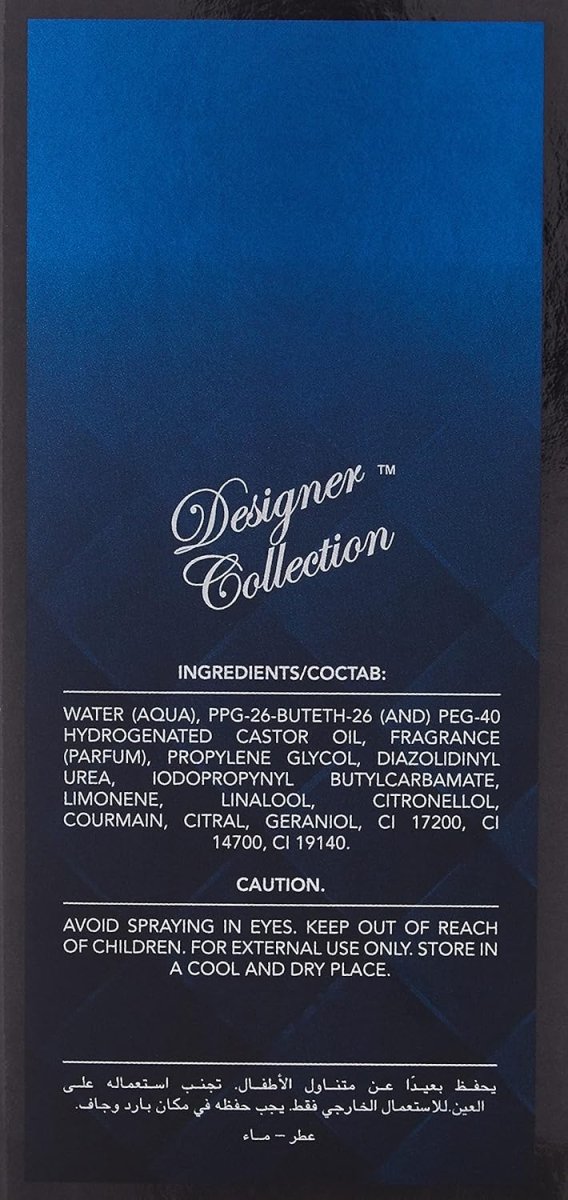 Designer ™
Collection
INGREDIENTS/COCTAB:
WATER (AQUA), PPG-26-BUTETH-26 (AND) PEG-40
HYDROGENATED CASTOR OIL, FRAGRANCE
(PARFUM), PROPYLENE GLYCOL, DIAZOLIDINYL
UREA, IODOPROPYNYL BUTYLCARBAMATE,
LIMONENE, LINALOOL, CITRONELLOL,
COURMAIN, CITRAL, GERANIOL, CI 17200, CI
14700, CI 19140.
CAUTION.
AVOID SPRAYING IN EYES. KEEP OUT OF REACH
OF CHILDREN. FOR EXTERNAL USE ONLY. STORE IN
A COOL AND DRY PLACE.
يحفظ بعيدًا عن متناول الأطفال. تجنب استعماله على
العين.للاستعمال الخارجي فقط. يجب حفظه في مكان بارد وجاف.
عطر – ماء